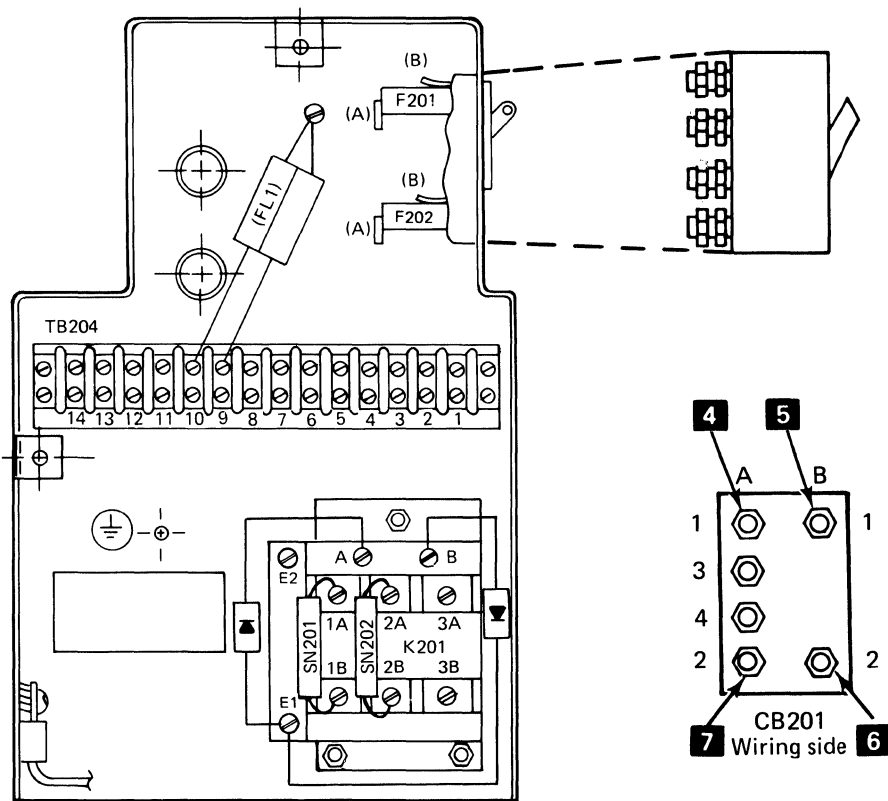 (B)
(A) F201
(B)
(A) F202
(FL1)
TB204
14 13 12 11 10 9 8 7 6 5 4 3 2 1
4 5
A B
1 1
3
4
2 2
CB201
7 Wiring side 6
A B
E2
1A 2A 3A
SN201 SN202 K201
1B 2B 3B
E1